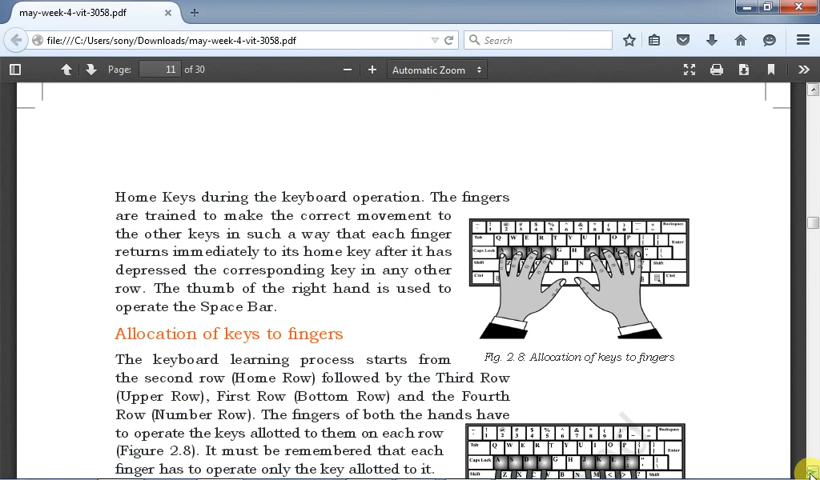 may-week-4-vit-3058.pdf
file:///C:/Users/sony/Downloads/may-week-4-vit-3058.pdf
Search
Page: 11 of 30
Automatic Zoom
Home Keys during the keyboard operation. The fingers
are trained to make the correct movement to
the other keys in such a way that each finger
returns immediately to its home key after it has
depressed the corresponding key in any other
row. The thumb of the right hand is used to
operate the Space Bar.
Fig. 2.8: Allocation of keys to fingers
Allocation of keys to fingers
The keyboard learning process starts from
the second row (Home Row) followed by the Third Row
(Upper Row), First Row (Bottom Row) and the Fourth
Row (Number Row). The fingers of both the hands have
to operate the keys allotted to them on each row
(Figure 2.8). It must be remembered that each
finger has to operate only the key allotted to it.